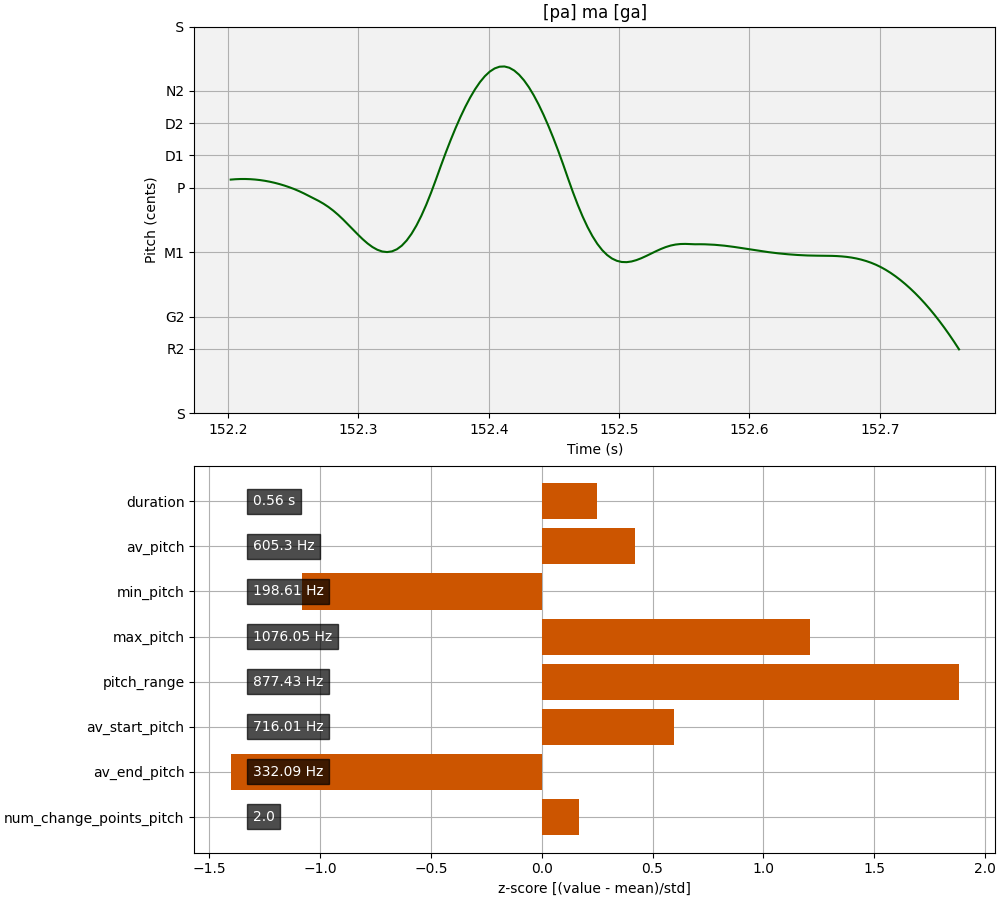 [pa] ma [ga]
S
N2
D2
D1
P
M1
G2
R2
S
Pitch (cents)
152.2 152.3 152.4 152.5 152.6 152.7
Time (s)
duration 0.56 s
av_pitch 605.3 Hz
min_pitch 198.61 Hz
max_pitch 1076.05 Hz
pitch_range 877.43 Hz
av_start_pitch 716.01 Hz
av_end_pitch 332.09 Hz
num_change_points_pitch 2.0
−1.5 −1.0 −0.5 0.0 0.5 1.0 1.5 2.0
z-score [(value - mean)/std]